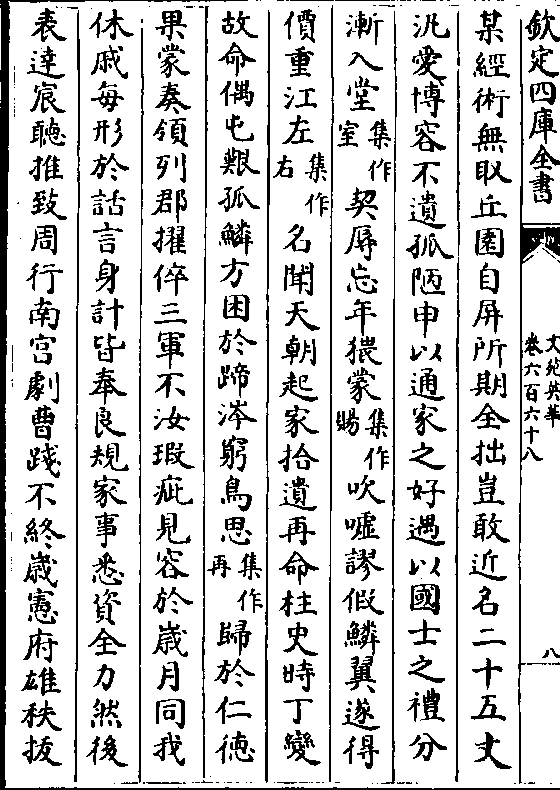 欽定四庫全書
文苑英華
卷六百六十八
八
某經術無取丘園自屏所期全拙豈敢近名二十五丈
汎愛博容不遺孤陋申以通家之好遇以國士之禮分
漸入堂集作室契辱忘年猥蒙集作賜吹噓謬假鱗翼遂得
價重江左集作右名聞天朝起家拾遺再命柱史時丁變
故命偶屯艱孤鱗方困於蹄涔窮鳥思集作再歸於仁徳
果蒙奏領列郡擢倅三軍不汝瑕疵見容於歳月同我
休戚每形於話言身計皆奉良規家事悉資全力然後
表達宸聰推致周行南宫劇曹踐不終歳憲府雄秩拔